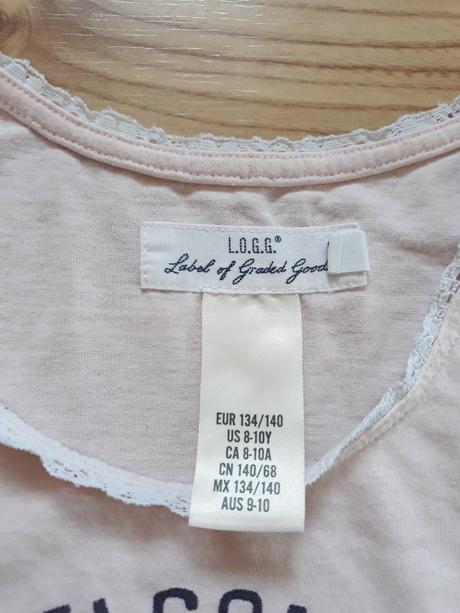 L.O.G.G.®
Label of Graded Good
EUR 134/140
US 8-10Y
CA 8-10A
CN 140/68
MX 134/140
AUS 9-10